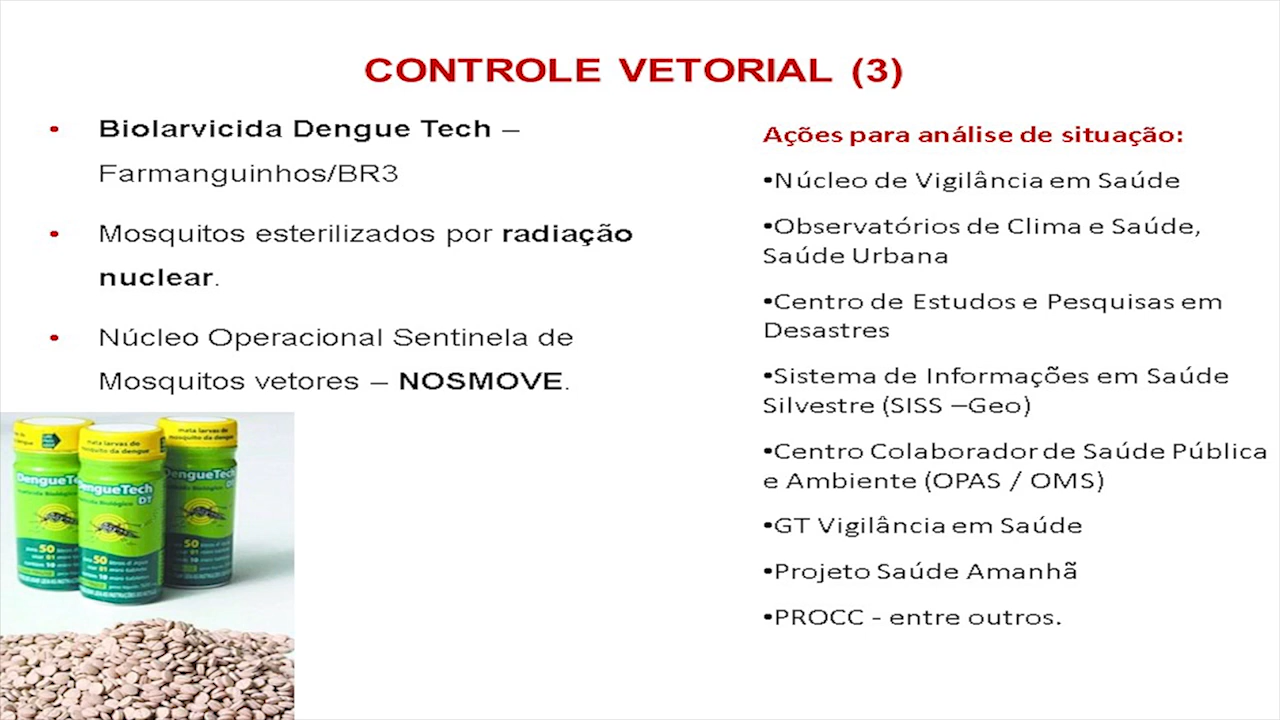 CONTROLE VETORIAL (3)
• Biolarvicida Dengue Tech –
Farmanguinhos/BR3
• Mosquitos esterilizados por radiação
nuclear.
• Núcleo Operacional Sentinela de
Mosquitos vetores – NOSMOVE.
Ações para análise de situação:
•Núcleo de Vigilância em Saúde
•Observatórios de Clima e Saúde,
Saúde Urbana
•Centro de Estudos e Pesquisas em
Desastres
•Sistema de Informações em Saúde
Silvestre (SISS –Geo)
•Centro Colaborador de Saúde Pública
e Ambiente (OPAS / OMS)
•GT Vigilância em Saúde
•Projeto Saúde Amanhã
•PROCC - entre outros.
mata larvas do
mosquito da dengue
DengueTech
DT
50